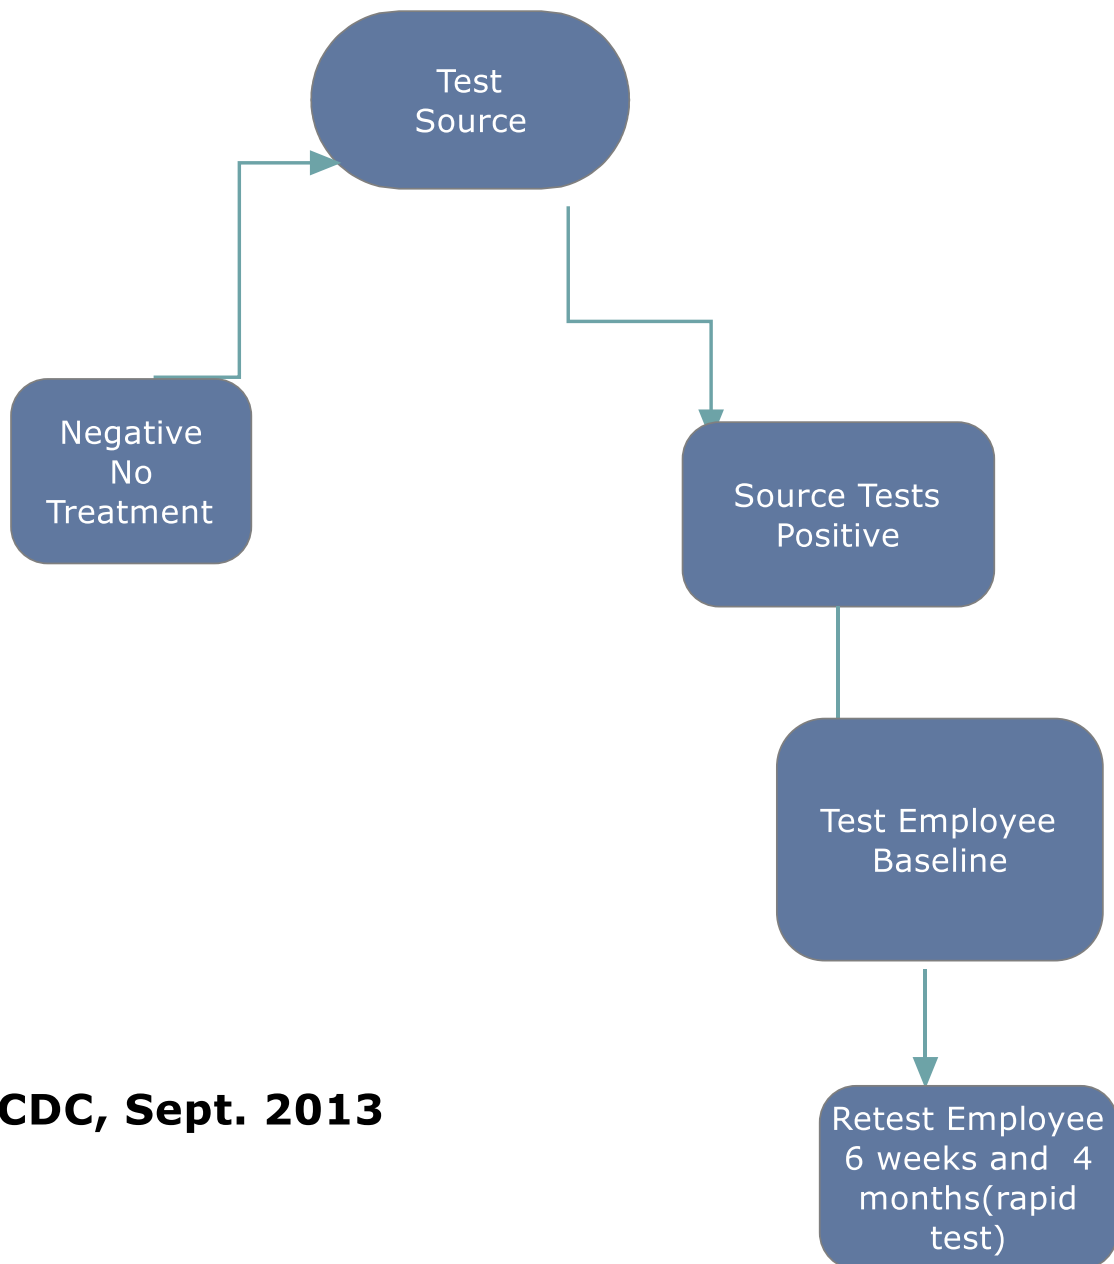 Test
Source
Negative
No
Treatment
Source Tests
Positive
Test Employee
Baseline
CDC, Sept. 2013
Retest Employee
6 weeks and  4
months(rapid
test)